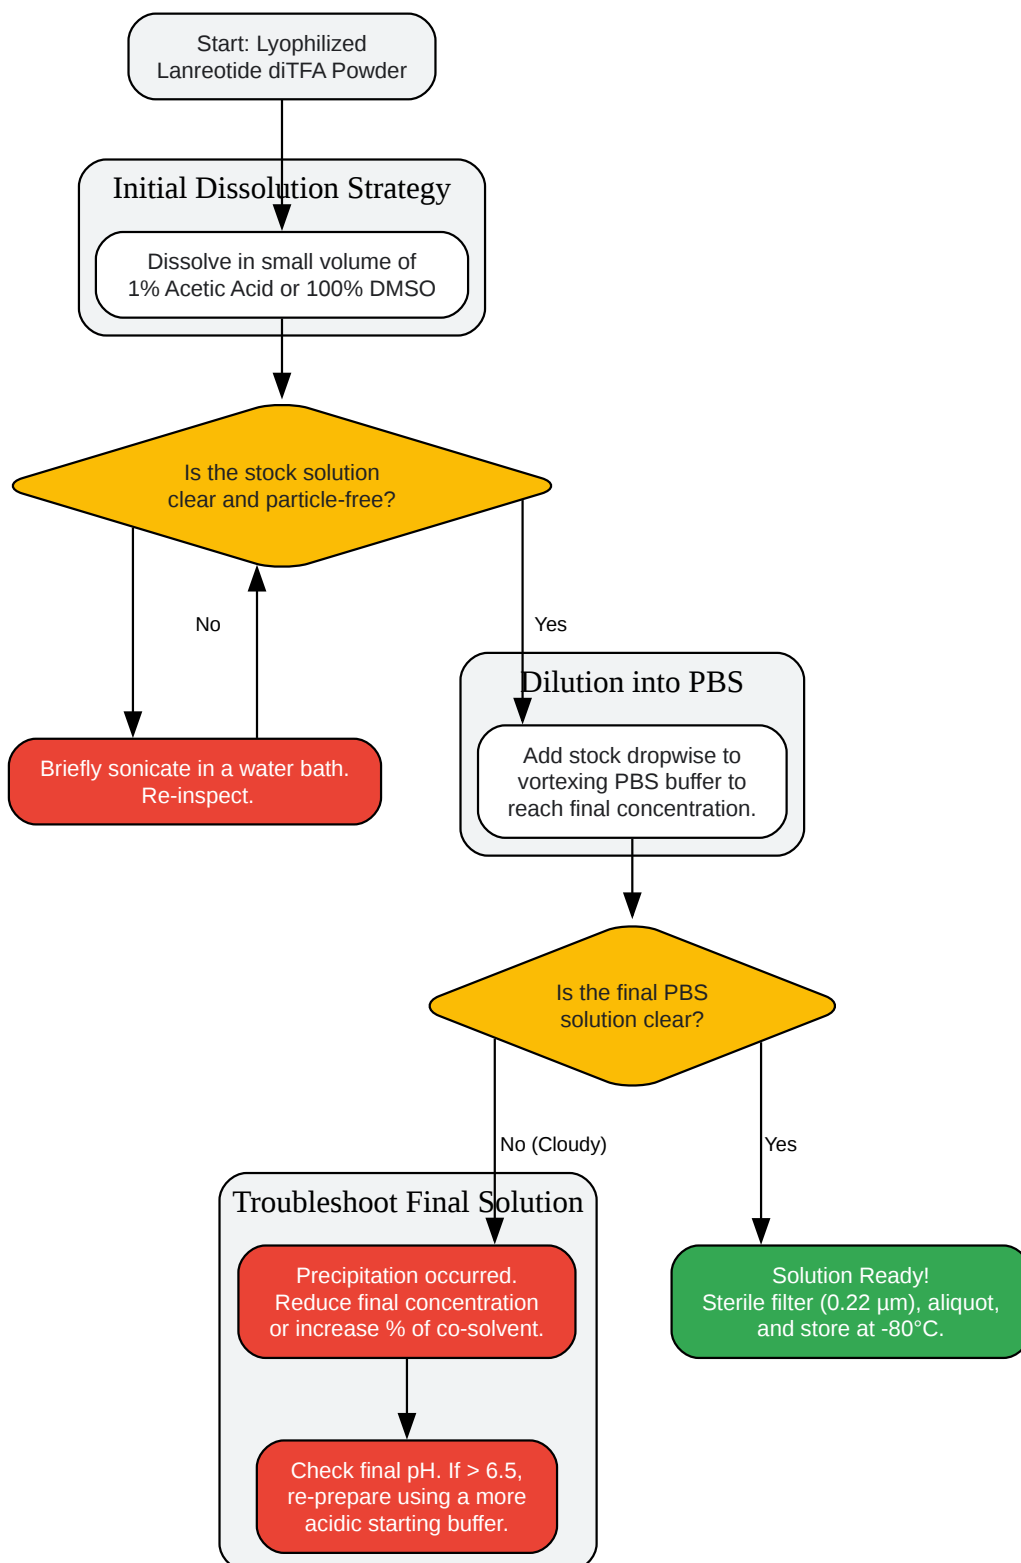 Start: Lyophilized
Lanreotide diTFA Powder
Initial Dissolution Strategy
Dissolve in small volume of
1% Acetic Acid or 100% DMSO
Is the stock solution
clear and particle-free?
No
Yes
Briefly sonicate in a water bath.
Re-inspect.
Dilution into PBS
Add stock dropwise to
vortexing PBS buffer to
reach final concentration.
Is the final PBS
solution clear?
No (Cloudy)
Yes
Troubleshoot Final Solution
Precipitation occurred.
Reduce final concentration
or increase % of co-solvent.
Solution Ready!
Sterile filter (0.22 µm), aliquot,
and store at -80°C.
Check final pH. If > 6.5,
re-prepare using a more
acidic starting buffer.